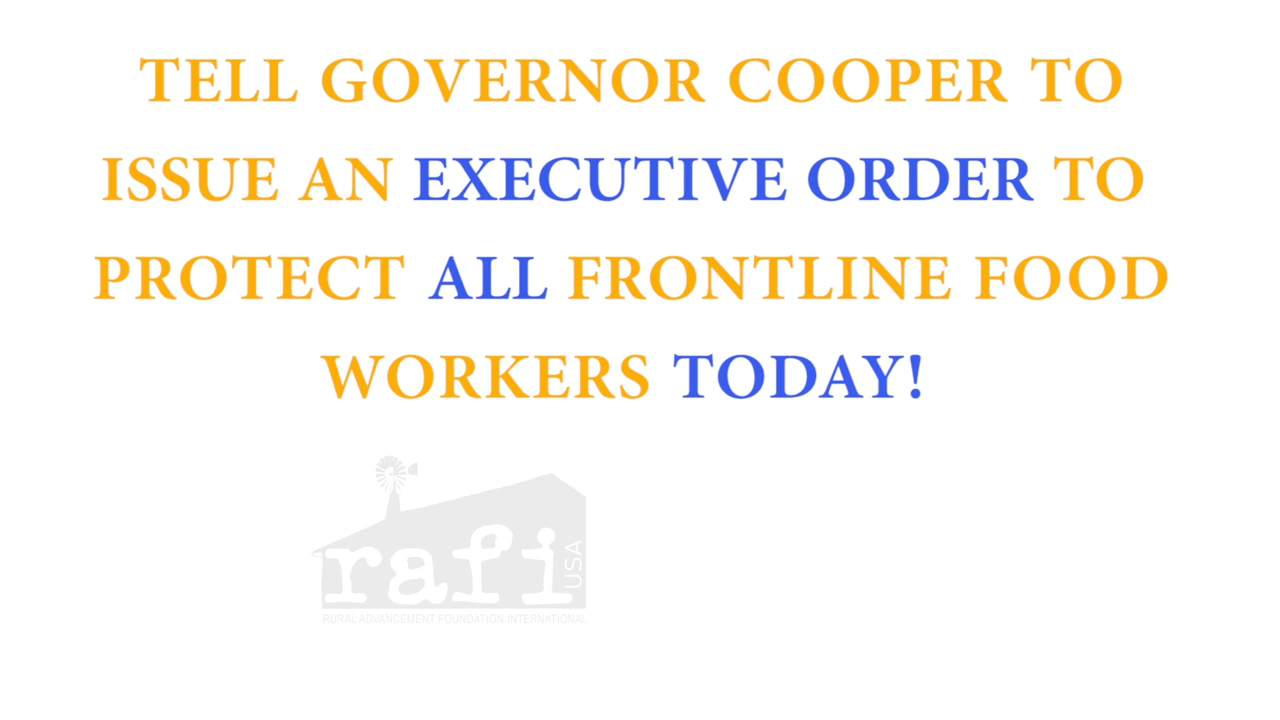 TELL GOVERNOR COOPER TO
ISSUE AN EXECUTIVE ORDER TO
PROTECT ALL FRONTLINE FOOD
WORKERS TODAY!
rafi USA
RURAL ADVANCEMENT FOUNDATION INTERNATIONAL